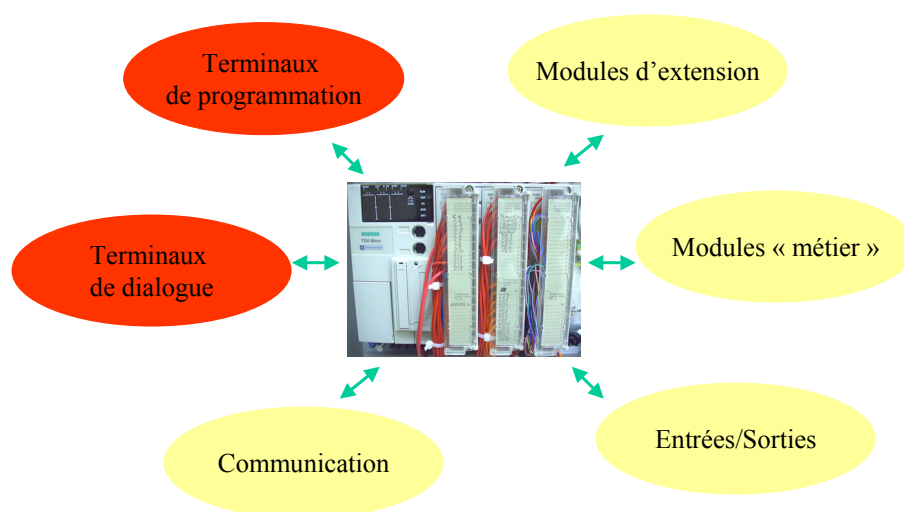 Terminaux
de programmation
Modules d’extension
Terminaux
de dialogue
TSX Micro
Modules « métier »
Communication
Entrées/Sorties